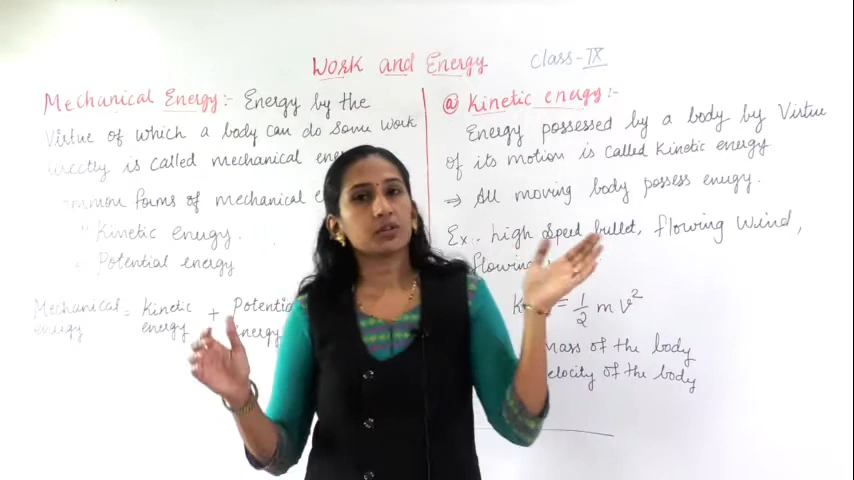 Work and Energy class-IX
Mechanical Energy:- Energy by the
Virtue of which a body can do some work
directly is called mechanical
forms of mechanical
Kinetic energy.
Potential energy
Mechanical energy = Kinetic energy + energy
@ Kinetic energy:-
Energy possessed by a body by Virtue
of its motion is called Kinetic energy
⇒ All moving body possess energy.
Ex:- high speed bullet, flowing wind,
flowing
= 1/2 m v²
mass of the body
of the body